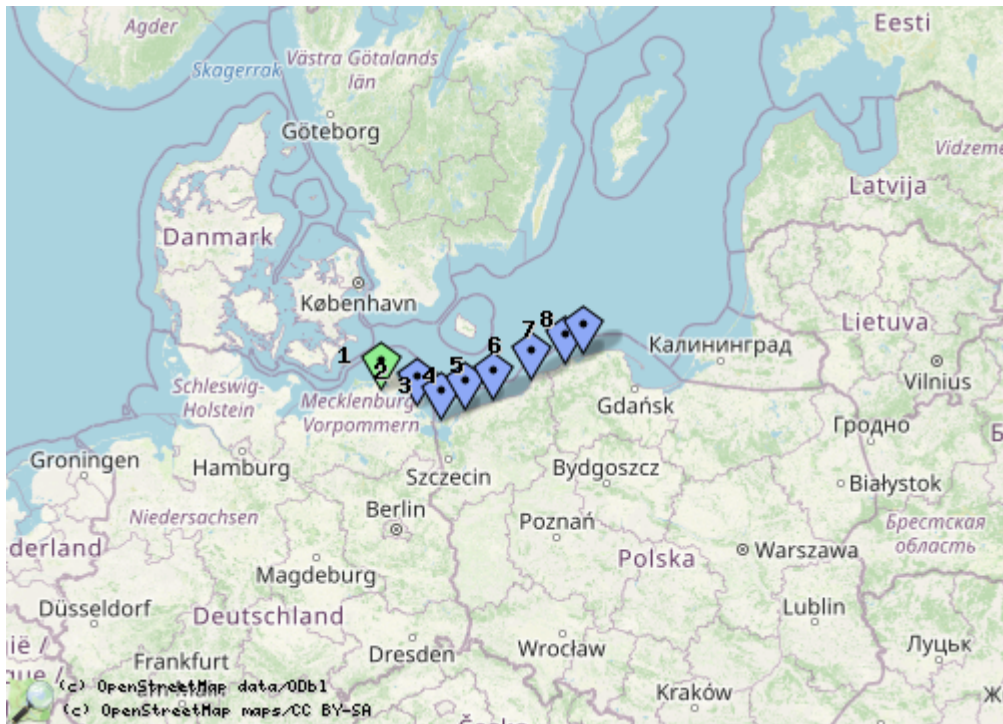 Agder
Eesti
Västra Götalands
län
Skagerrak
Göteborg
Vidzeme
Latvija
Danmark
København
Lietuva
Калининград
Vilnius
Schleswig-
Holstein
Mecklenburg-
Vorpommern
Gdańsk
Гродно
Groningen
Hamburg
Szczecin
Bydgoszcz
Białystok
Niedersachsen
Berlin
Poznań
Брестская
область
derland
Polska
Warszawa
Magdeburg
Düsseldorf
Deutschland
Lublin
Dresden
Wrocław
Луцьк
Frankfurt
Kraków
1
2
3
4
5
6
7
8
(c) OpenStreetMap data/ODbl
(c) OpenStreetMap maps/CC BY-SA